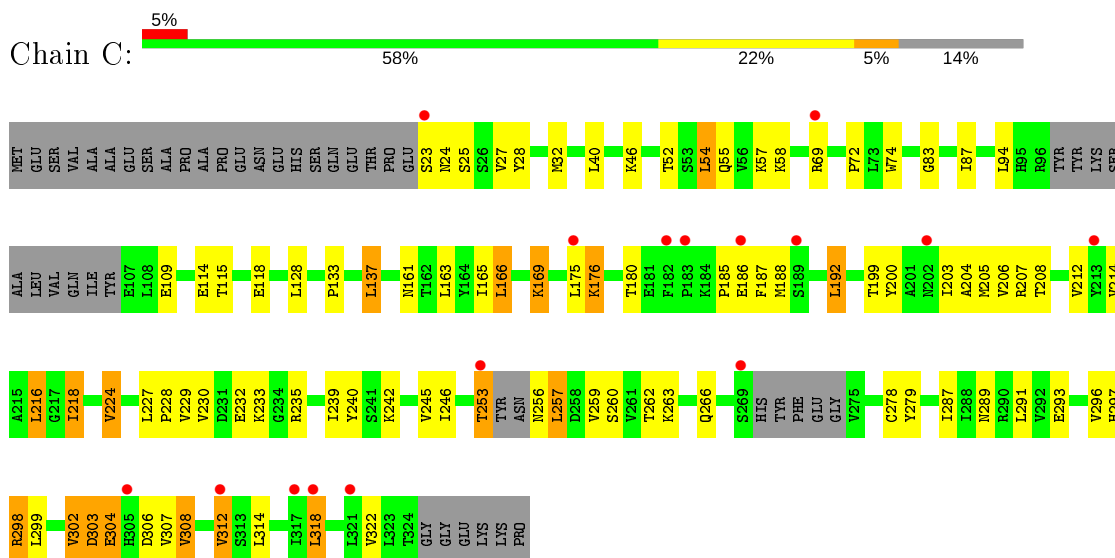 5%
Chain C:
58% 22% 5% 14%
MET GLU SER VAL ALA ALA GLU SER ALA PRO ALA PRO GLU ASN GLU HIS SER GLN GLU THR PRO GLU S23 N24 S25 S26 V27 Y28 M32 L40 K46 T52 S53 L54 Q55 V56 K57 K58 R69 P72 L73 W74 G83 I87 L94 H95 R96 TYR TYR LYS SER
ALA LEU VAL GLN ILE TYR E107 L108 E109 E114 T115 E118 L128 P133 L137 N161 T162 L163 Y164 I165 L166 K169 L175 K176 T180 E181 F182 P183 K184 P185 E186 F187 M188 S189 L192 T199 Y200 A201 N202 I203 A204 M205 V206 R207 T208 V212 Y213 V214
A215 L216 G217 I218 V224 L227 P228 V229 V230 D231 E232 K233 G234 R235 I239 Y240 S241 K242 V245 I246 T253 TYR ASN N256 L257 D258 V259 S260 V261 T262 K263 Q266 S269 HIS TYR PHE GLU GLY V275 C278 Y279 I287 I288 N289 R290 L291 V292 E293 V296
R298 L299 V302 D303 E304 H305 D306 V307 V308 V312 S313 L314 I317 L318 L321 V322 L323 T324 GLY GLY GLU LYS LYS PRO